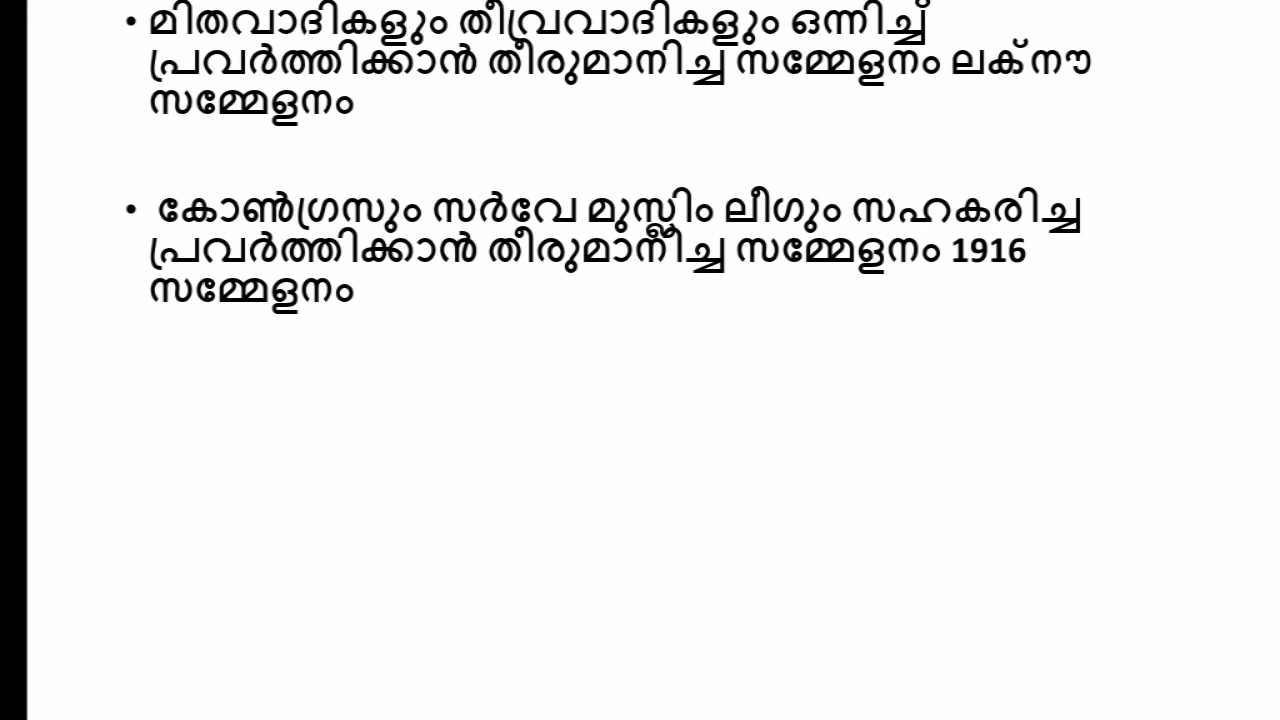 • മിതവാദികളും തീവ്രവാദികളും ഒന്നിച്ച്
പ്രവർത്തിക്കാൻ തീരുമാനിച്ച സമ്മേളനം ലക്നൗ
സമ്മേളനം
• കോൺഗ്രസും സർവേ മുസ്ലിം ലീഗും സഹകരിച്ച
പ്രവർത്തിക്കാൻ തീരുമാനിച്ച സമ്മേളനം 1916
സമ്മേളനം